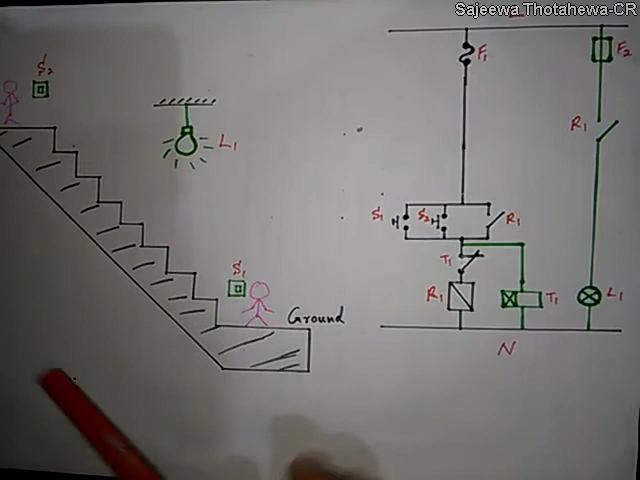 Sajeewa.Thotahewa-CR
S2
L1
S1
Ground
F1
F2
R1
S1
S2
R1
T1
R1
T1
L1
N